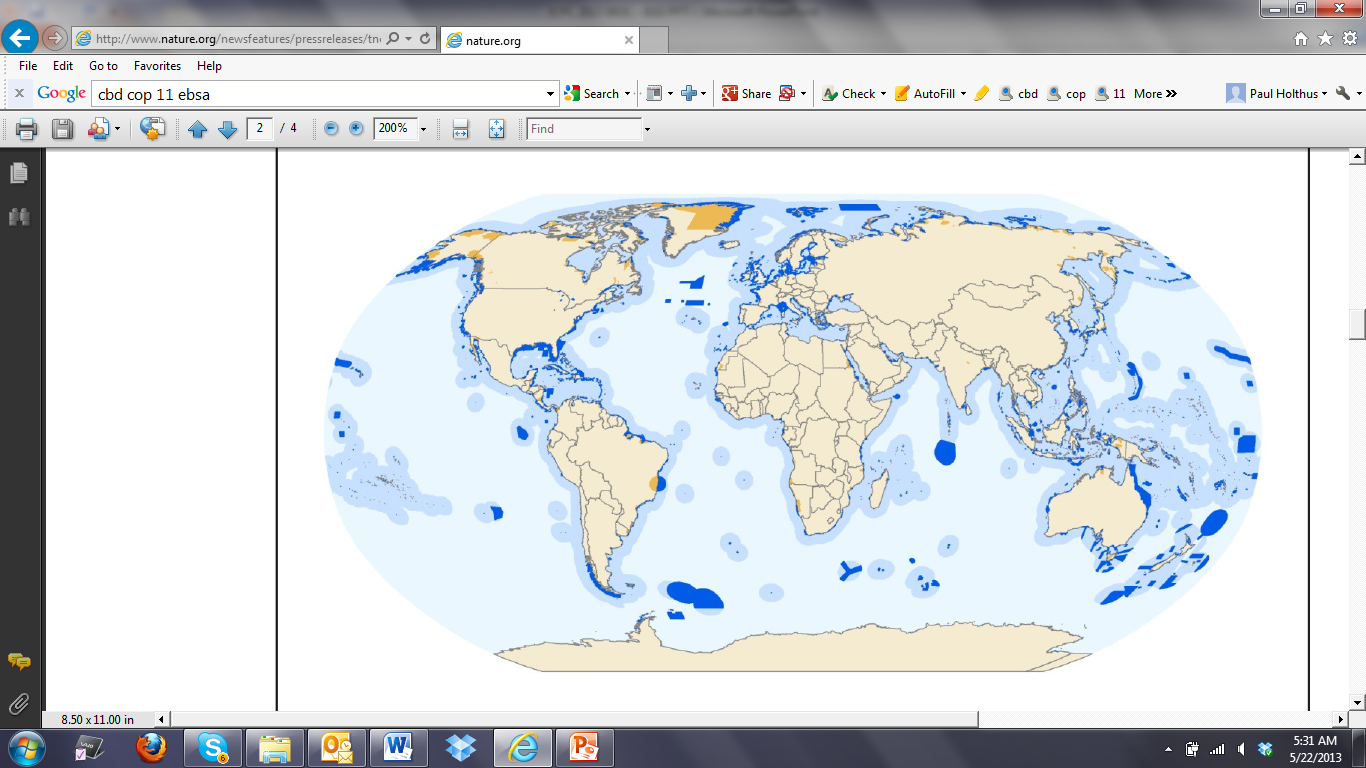 http://www.nature.org/newsfeatures/pressreleases/tn
nature.org
File Edit Go to Favorites Help
x Google cbd cop 11 ebsa Search Share Check AutoFill cbd cop 11 More » Paul Holthus
2 / 4 200% Find
8.50 x 11.00 in
5:31 AM
5/22/2013